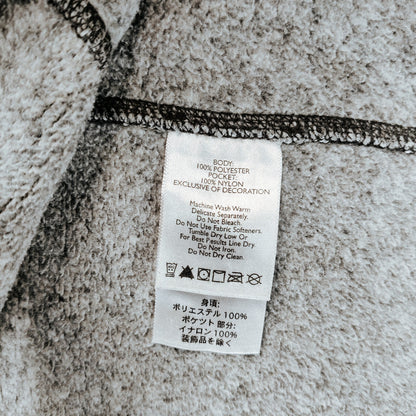 BODY:
100% POLYESTER
POCKET:
100% NYLON
EXCLUSIVE OF DECORATION
Machine Wash Warm
Delicate Separately.
Do Not Bleach.
Do Not Use Fabric Softeners.
Tumble Dry Low Or
For Best Results Line Dry
Do Not Iron.
Do Not Dry Clean.
身頃:
ポリエステル 100%
ポケット 部分:
イナロン 100%
装飾品を除く